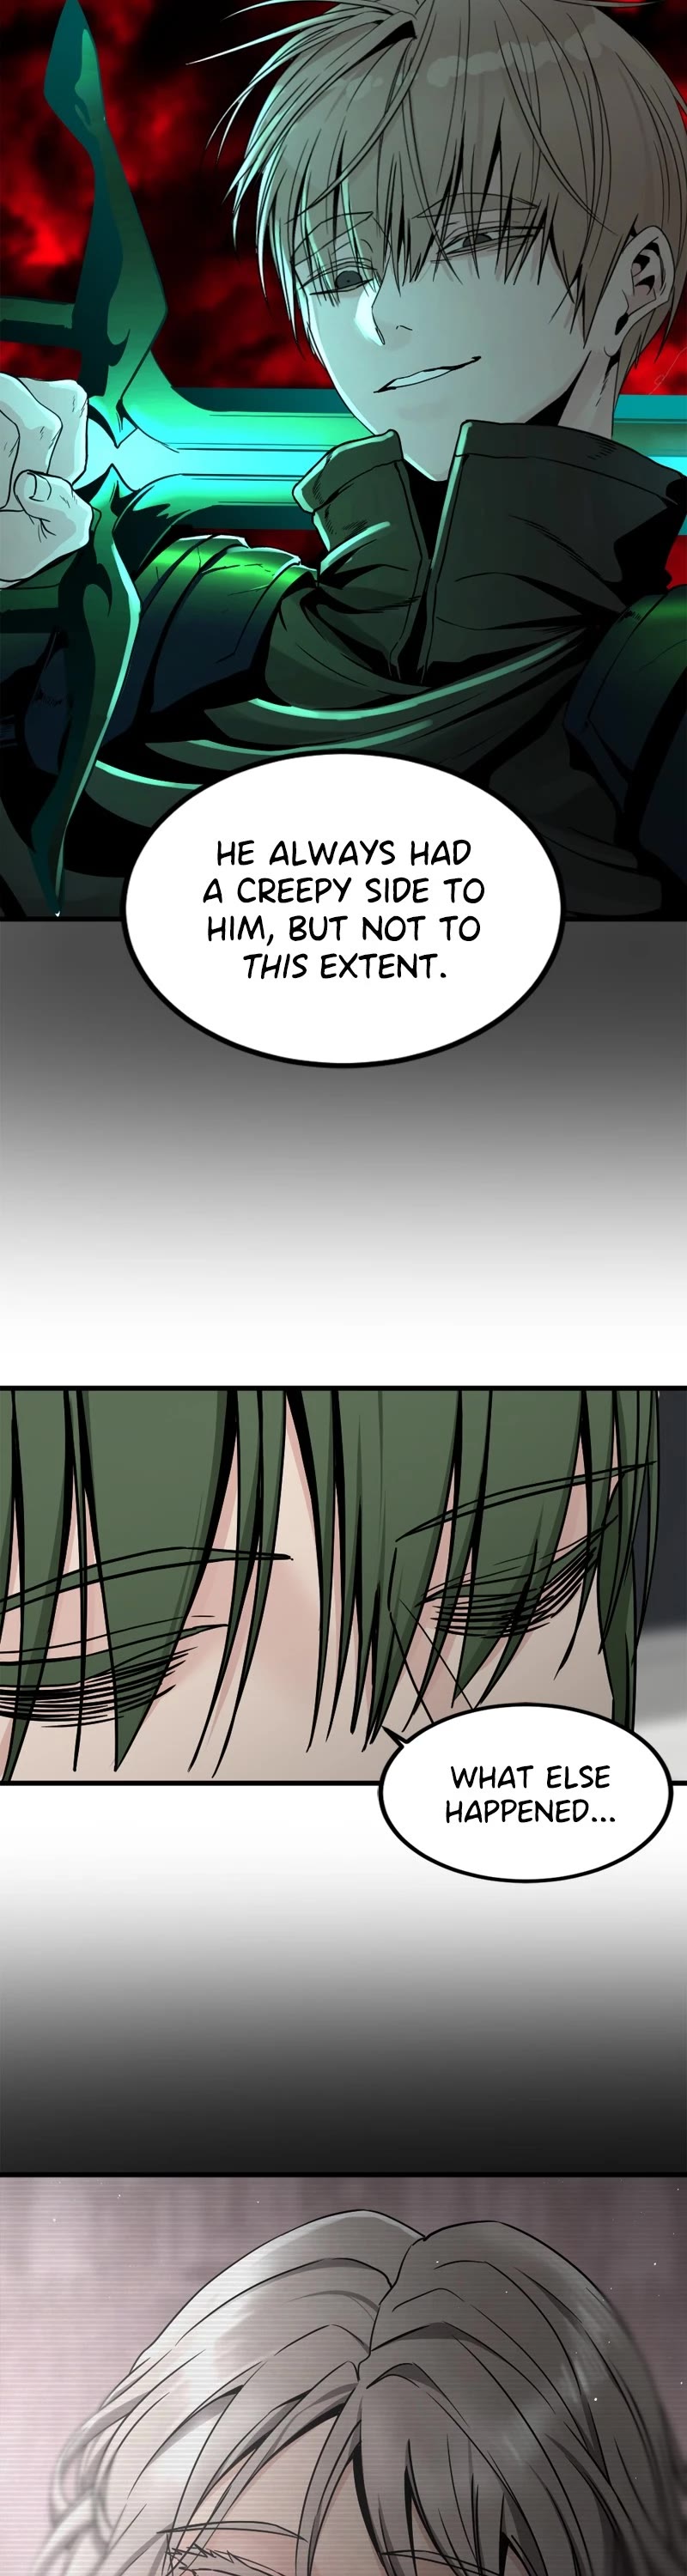 HE ALWAYS HAD
A CREEPY SIDE TO
HIM, BUT NOT TO
THIS EXTENT.
WHAT ELSE
HAPPENED...